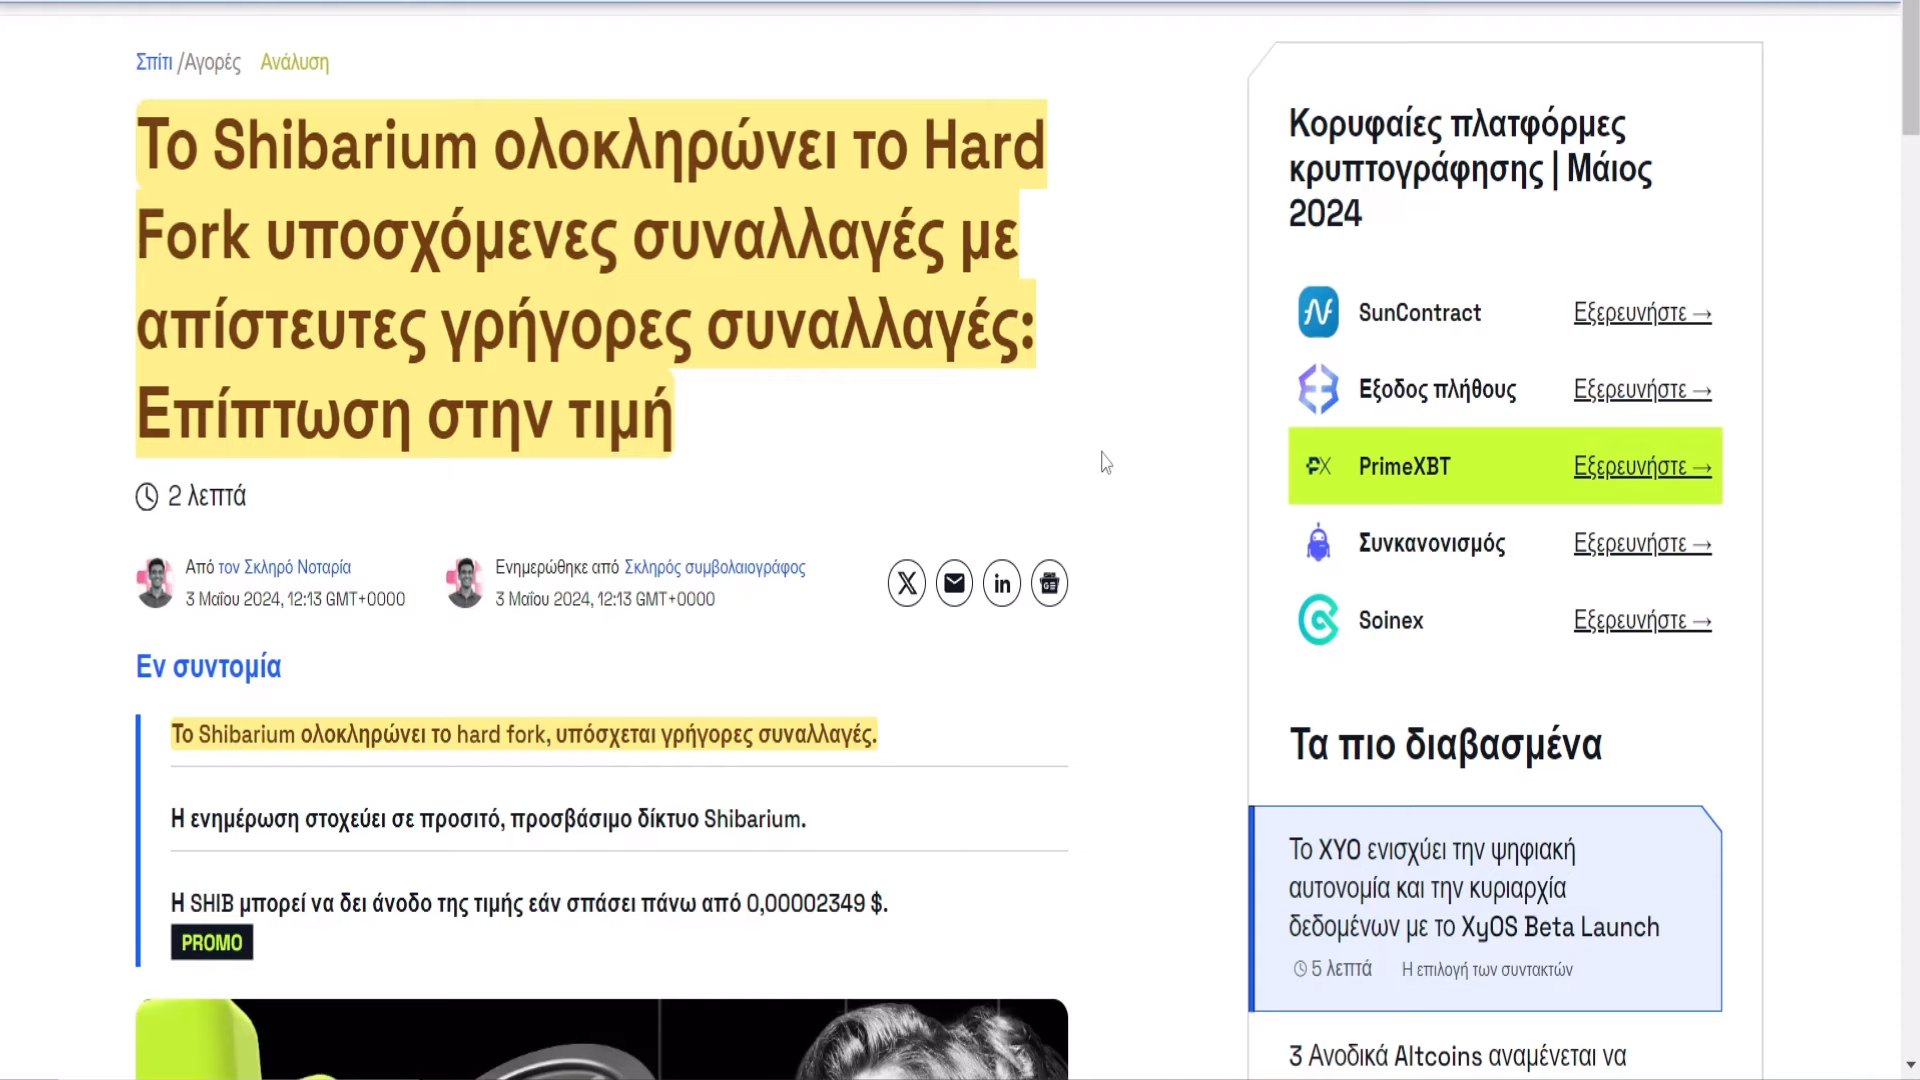 Σπίτι /Αγορές Ανάλυση
Το Shibarium ολοκληρώνει το Hard
Fork υποσχόμενες συναλλαγές με
απίστευτες γρήγορες συναλλαγές:
Επίπτωση στην τιμή
2 λεπτά
Από τον Σκληρό Νοταρία
3 Μαΐου 2024, 12:13 GMT+0000
Ενημερώθηκε από Σκληρός συμβολαιογράφος
3 Μαΐου 2024, 12:13 GMT+0000
Εν συντομία
Το Shibarium ολοκληρώνει το hard fork, υπόσχεται γρήγορες συναλλαγές.
Η ενημέρωση στοχεύει σε προσιτό, προσβάσιμο δίκτυο Shibarium.
Η SHIB μπορεί να δει άνοδο της τιμής εάν σπάσει πάνω από 0,00002349 $.
PROMO
Κορυφαίες πλατφόρμες
κρυπτογράφησης | Μάιος
2024
SunContract Εξερευνήστε →
Εξοδος πλήθους Εξερευνήστε →
PrimeXBT Εξερευνήστε →
Συνκανονισμός Εξερευνήστε →
Soinex Εξερευνήστε →
Τα πιο διαβασμένα
Το XYO ενισχύει την ψηφιακή
αυτονομία και την κυριαρχία
δεδομένων με το XyOS Beta Launch
5 λεπτά Η επιλογή των συντακτών
3 Ανοδικά Altcoins αναμένεται να